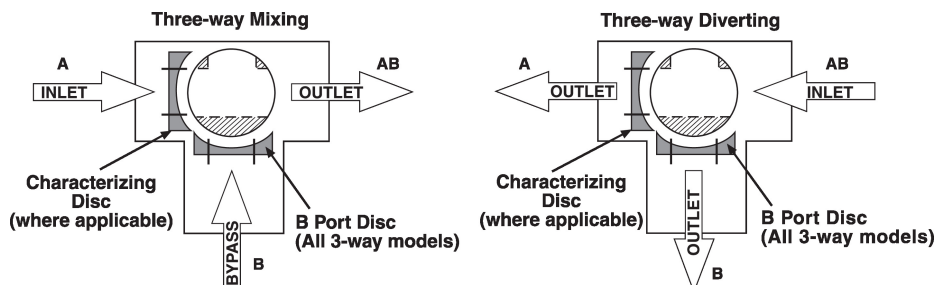 Three-way Mixing
A
INLET
AB
OUTLET
Characterizing
Disc
(where applicable)
B Port Disc
(All 3-way models)
BYPASS
B
Three-way Diverting
A
OUTLET
AB
INLET
Characterizing
Disc
(where applicable)
B Port Disc
(All 3-way models)
OUTLET
B